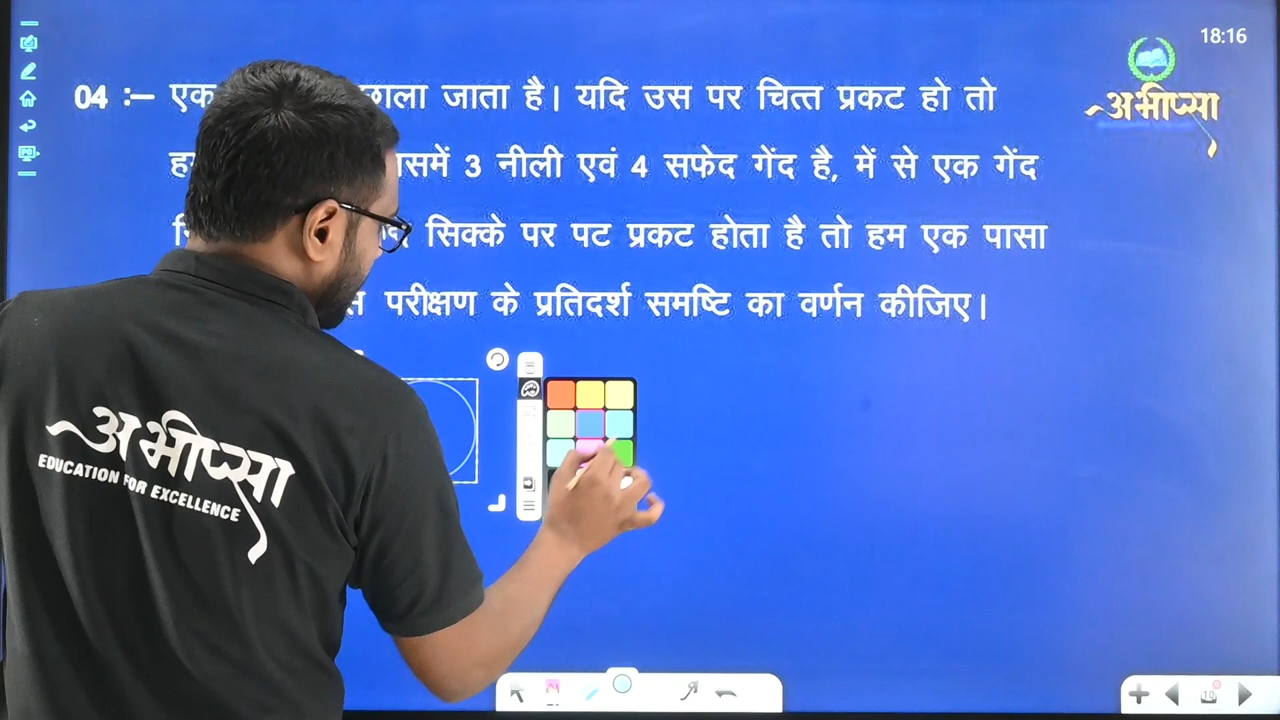 18:16
अभीप्सा
04 :– एक छाला जाता है। यदि उस पर चित्त प्रकट हो तो
समें 3 नीली एवं 4 सफेद गेंद है, में से एक गेंद
सिक्के पर पट प्रकट होता है तो हम एक पासा
परीक्षण के प्रतिदर्श समष्टि का वर्णन कीजिए।
अभीप्सा
EDUCATION FOR EXCELLENCE
10